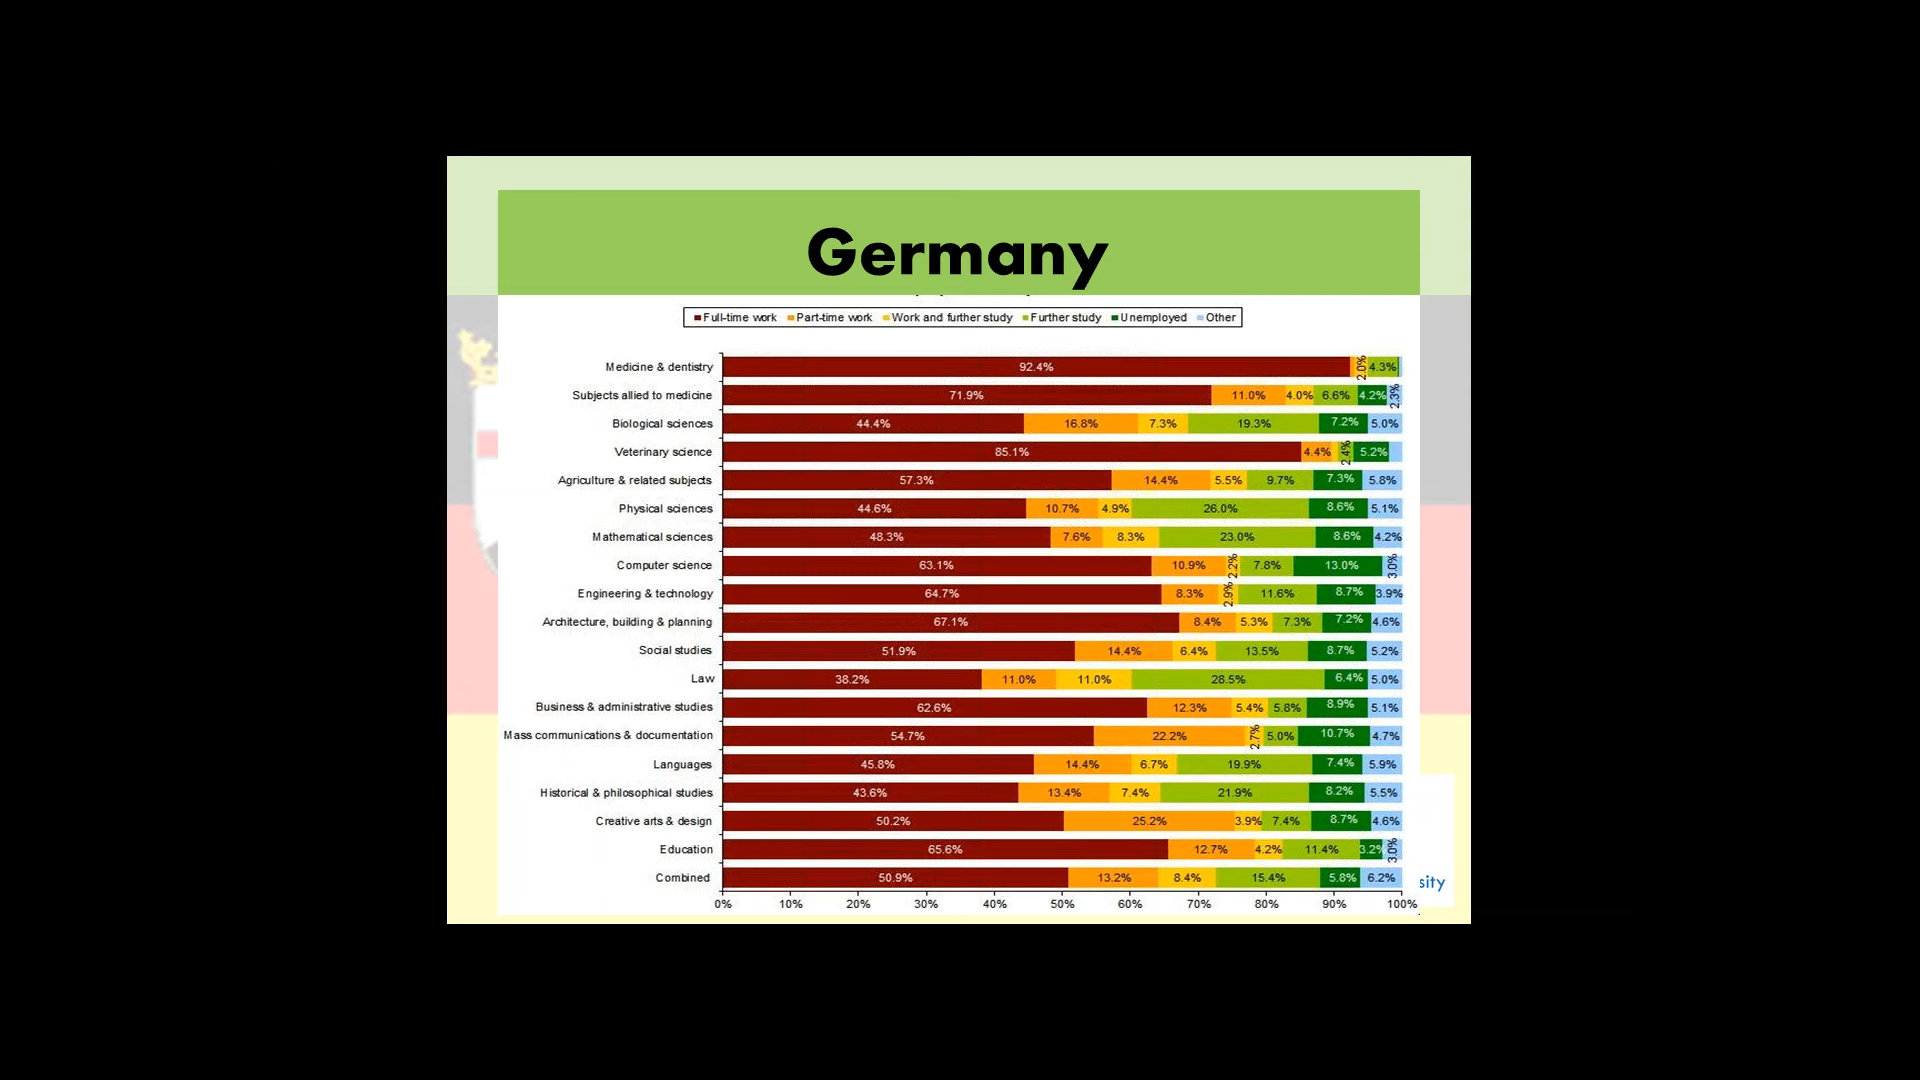 Germany
Full-time work Part-time work Work and further study Further study Unemployed Other
Medicine & dentistry 92.4% 2.0% 4.3%
Subjects allied to medicine 71.9% 11.0% 4.0% 6.6% 4.2% 2.3%
Biological sciences 44.4% 16.8% 7.3% 19.3% 7.2% 5.0%
Veterinary science 85.1% 4.4% 2.4% 5.2%
Agriculture & related subjects 57.3% 14.4% 5.5% 9.7% 7.3% 5.8%
Physical sciences 44.6% 10.7% 4.9% 26.0% 8.6% 5.1%
Mathematical sciences 48.3% 7.6% 8.3% 23.0% 8.6% 4.2%
Computer science 63.1% 10.9% 2.2% 7.8% 13.0% 3.0%
Engineering & technology 64.7% 8.3% 2.9% 11.6% 8.7% 3.9%
Architecture, building & planning 67.1% 8.4% 5.3% 7.3% 7.2% 4.6%
Social studies 51.9% 14.4% 6.4% 13.5% 8.7% 5.2%
Law 38.2% 11.0% 11.0% 28.5% 6.4% 5.0%
Business & administrative studies 62.6% 12.3% 5.4% 5.8% 8.9% 5.1%
Mass communications & documentation 54.7% 22.2% 2.7% 5.0% 10.7% 4.7%
Languages 45.8% 14.4% 6.7% 19.9% 7.4% 5.9%
Historical & philosophical studies 43.6% 13.4% 7.4% 21.9% 8.2% 5.5%
Creative arts & design 50.2% 25.2% 3.9% 7.4% 8.7% 4.6%
Education 65.6% 12.7% 4.2% 11.4% 3.2% 3.0%
Combined 50.9% 13.2% 8.4% 15.4% 5.8% 6.2%
sity
0% 10% 20% 30% 40% 50% 60% 70% 80% 90% 100%